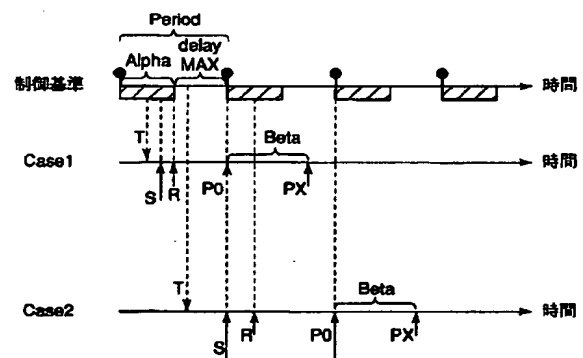 Period
Alpha
delay
MAX
制御基準
時間
T
Beta
Case1
時間
S
R
P0
PX
T
Beta
Case2
時間
S
R
P0
PX